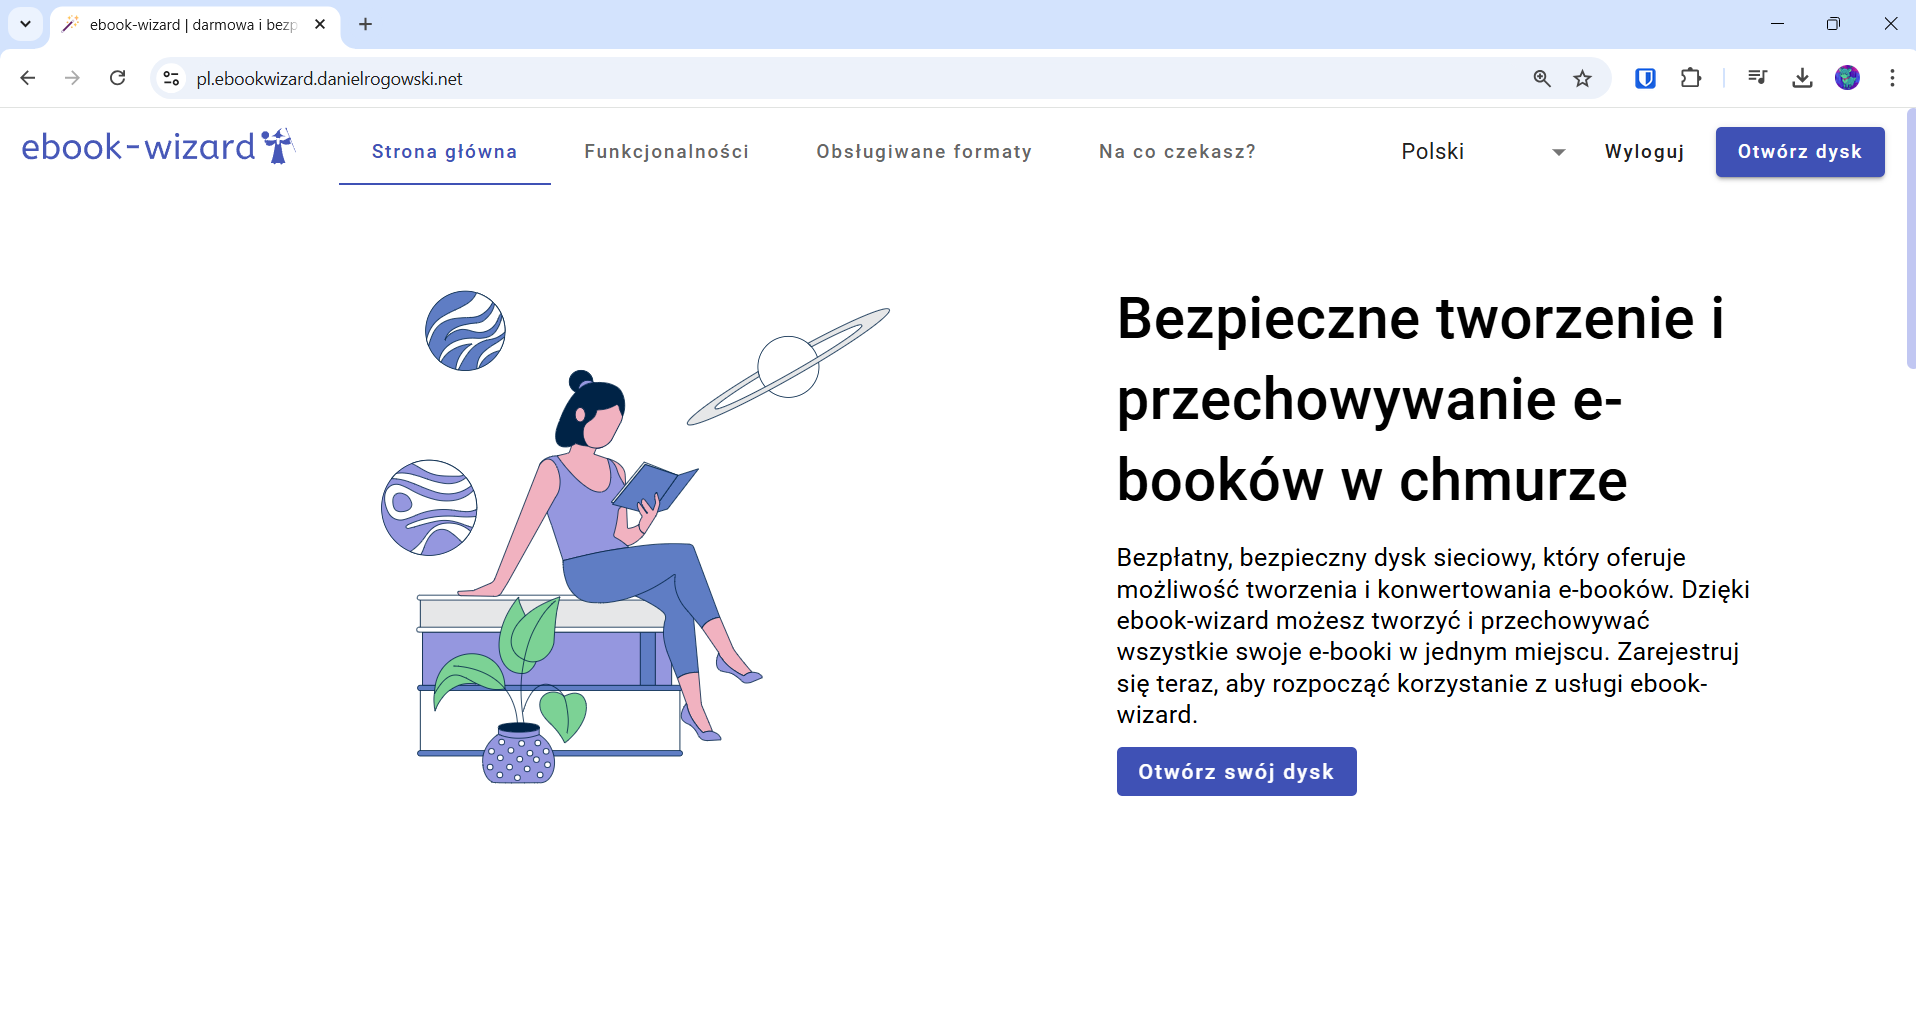 ebook-wizard | darmowa i bezp
pl.ebookwizard.danielrogowski.net
ebook-wizard
Strona główna
Funkcjonalności
Obsługiwane formaty
Na co czekasz?
Polski
Wyloguj
Otwórz dysk
Bezpieczne tworzenie i
przechowywanie e-
booków w chmurze
Bezpłatny, bezpieczny dysk sieciowy, który oferuje
możliwość tworzenia i konwertowania e-booków. Dzięki
ebook-wizard możesz tworzyć i przechowywać
wszystkie swoje e-booki w jednym miejscu. Zarejestruj
się teraz, aby rozpocząć korzystanie z usługi ebook-
wizard.
Otwórz swój dysk